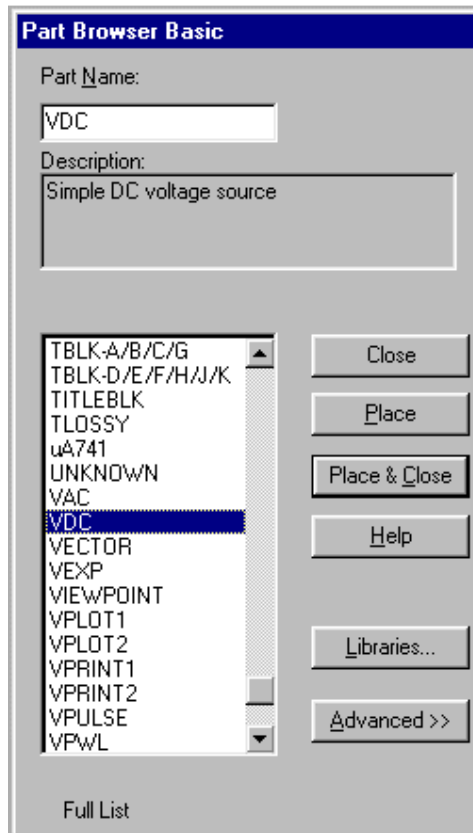 Part Browser Basic
Part Name:
VDC
Description:
Simple DC voltage source
TBLK-A/B/C/G
TBLK-D/E/F/H/J/K
TITLEBLK
TLOSSY
uA741
UNKNOWN
VAC
VDC
VECTOR
VEXP
VIEWPOINT
VPLOT1
VPLOT2
VPRINT1
VPRINT2
VPULSE
VPWL
Close
Place
Place & Close
Help
Libraries...
Advanced >>
Full List